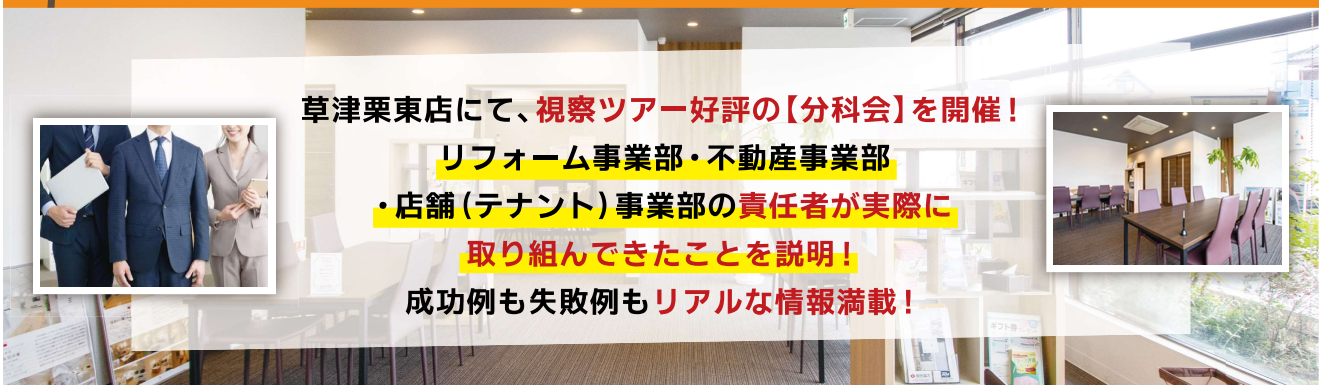 草津栗東店にて、視察ツアー好評の【分科会】を開催！
リフォーム事業部・不動産事業部
・店舗（テナント）事業部の責任者が実際に
取り組んできたことを説明！
成功例も失敗例もリアルな情報満載！
ギフト券